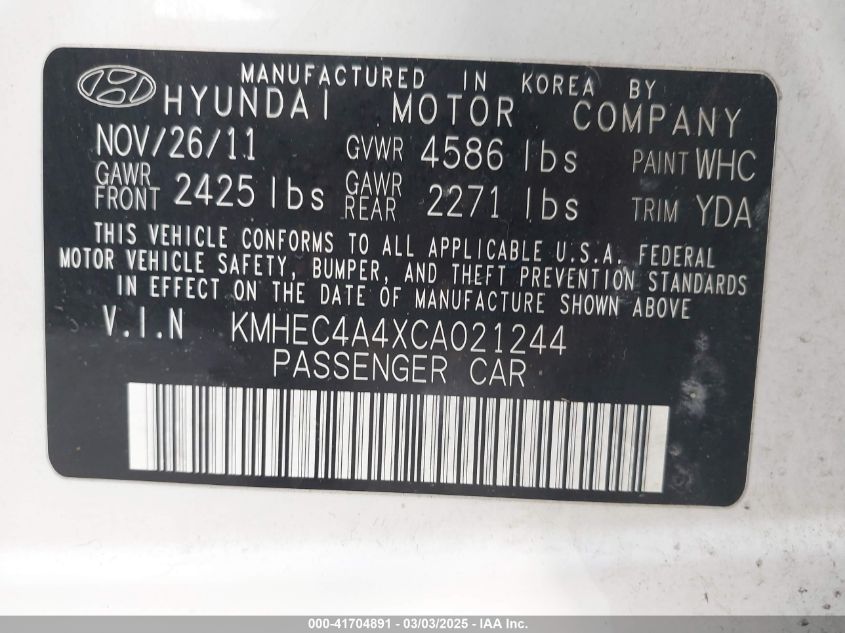 MANUFACTURED IN KOREA BY
HYUNDAI MOTOR COMPANY
NOV/26/11 GVWR 4586 lbs PAINT WHC
GAWR FRONT 2425 lbs GAWR REAR 2271 lbs TRIM YDA
THIS VEHICLE CONFORMS TO ALL APPLICABLE U.S.A. FEDERAL
MOTOR VEHICLE SAFETY, BUMPER, AND THEFT PREVENTION STANDARDS
IN EFFECT ON THE DATE OF MANUFACTURE SHOWN ABOVE
V.I.N KMHEC4A4XCA021244
PASSENGER CAR
000-41704891 - 03/03/2025 - IAA Inc.